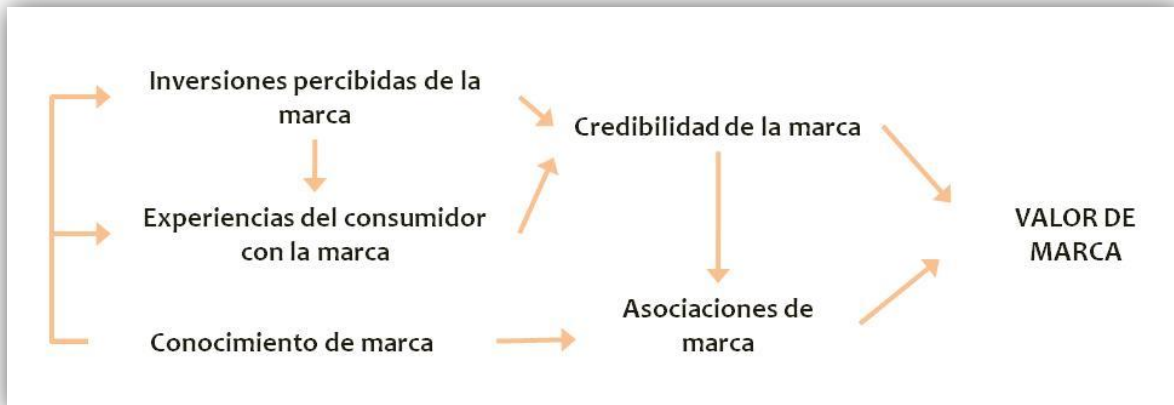 Inversiones percibidas de la
marca
Credibilidad de la marca
Experiencias del consumidor
con la marca
VALOR DE
MARCA
Asociaciones de
marca
Conocimiento de marca